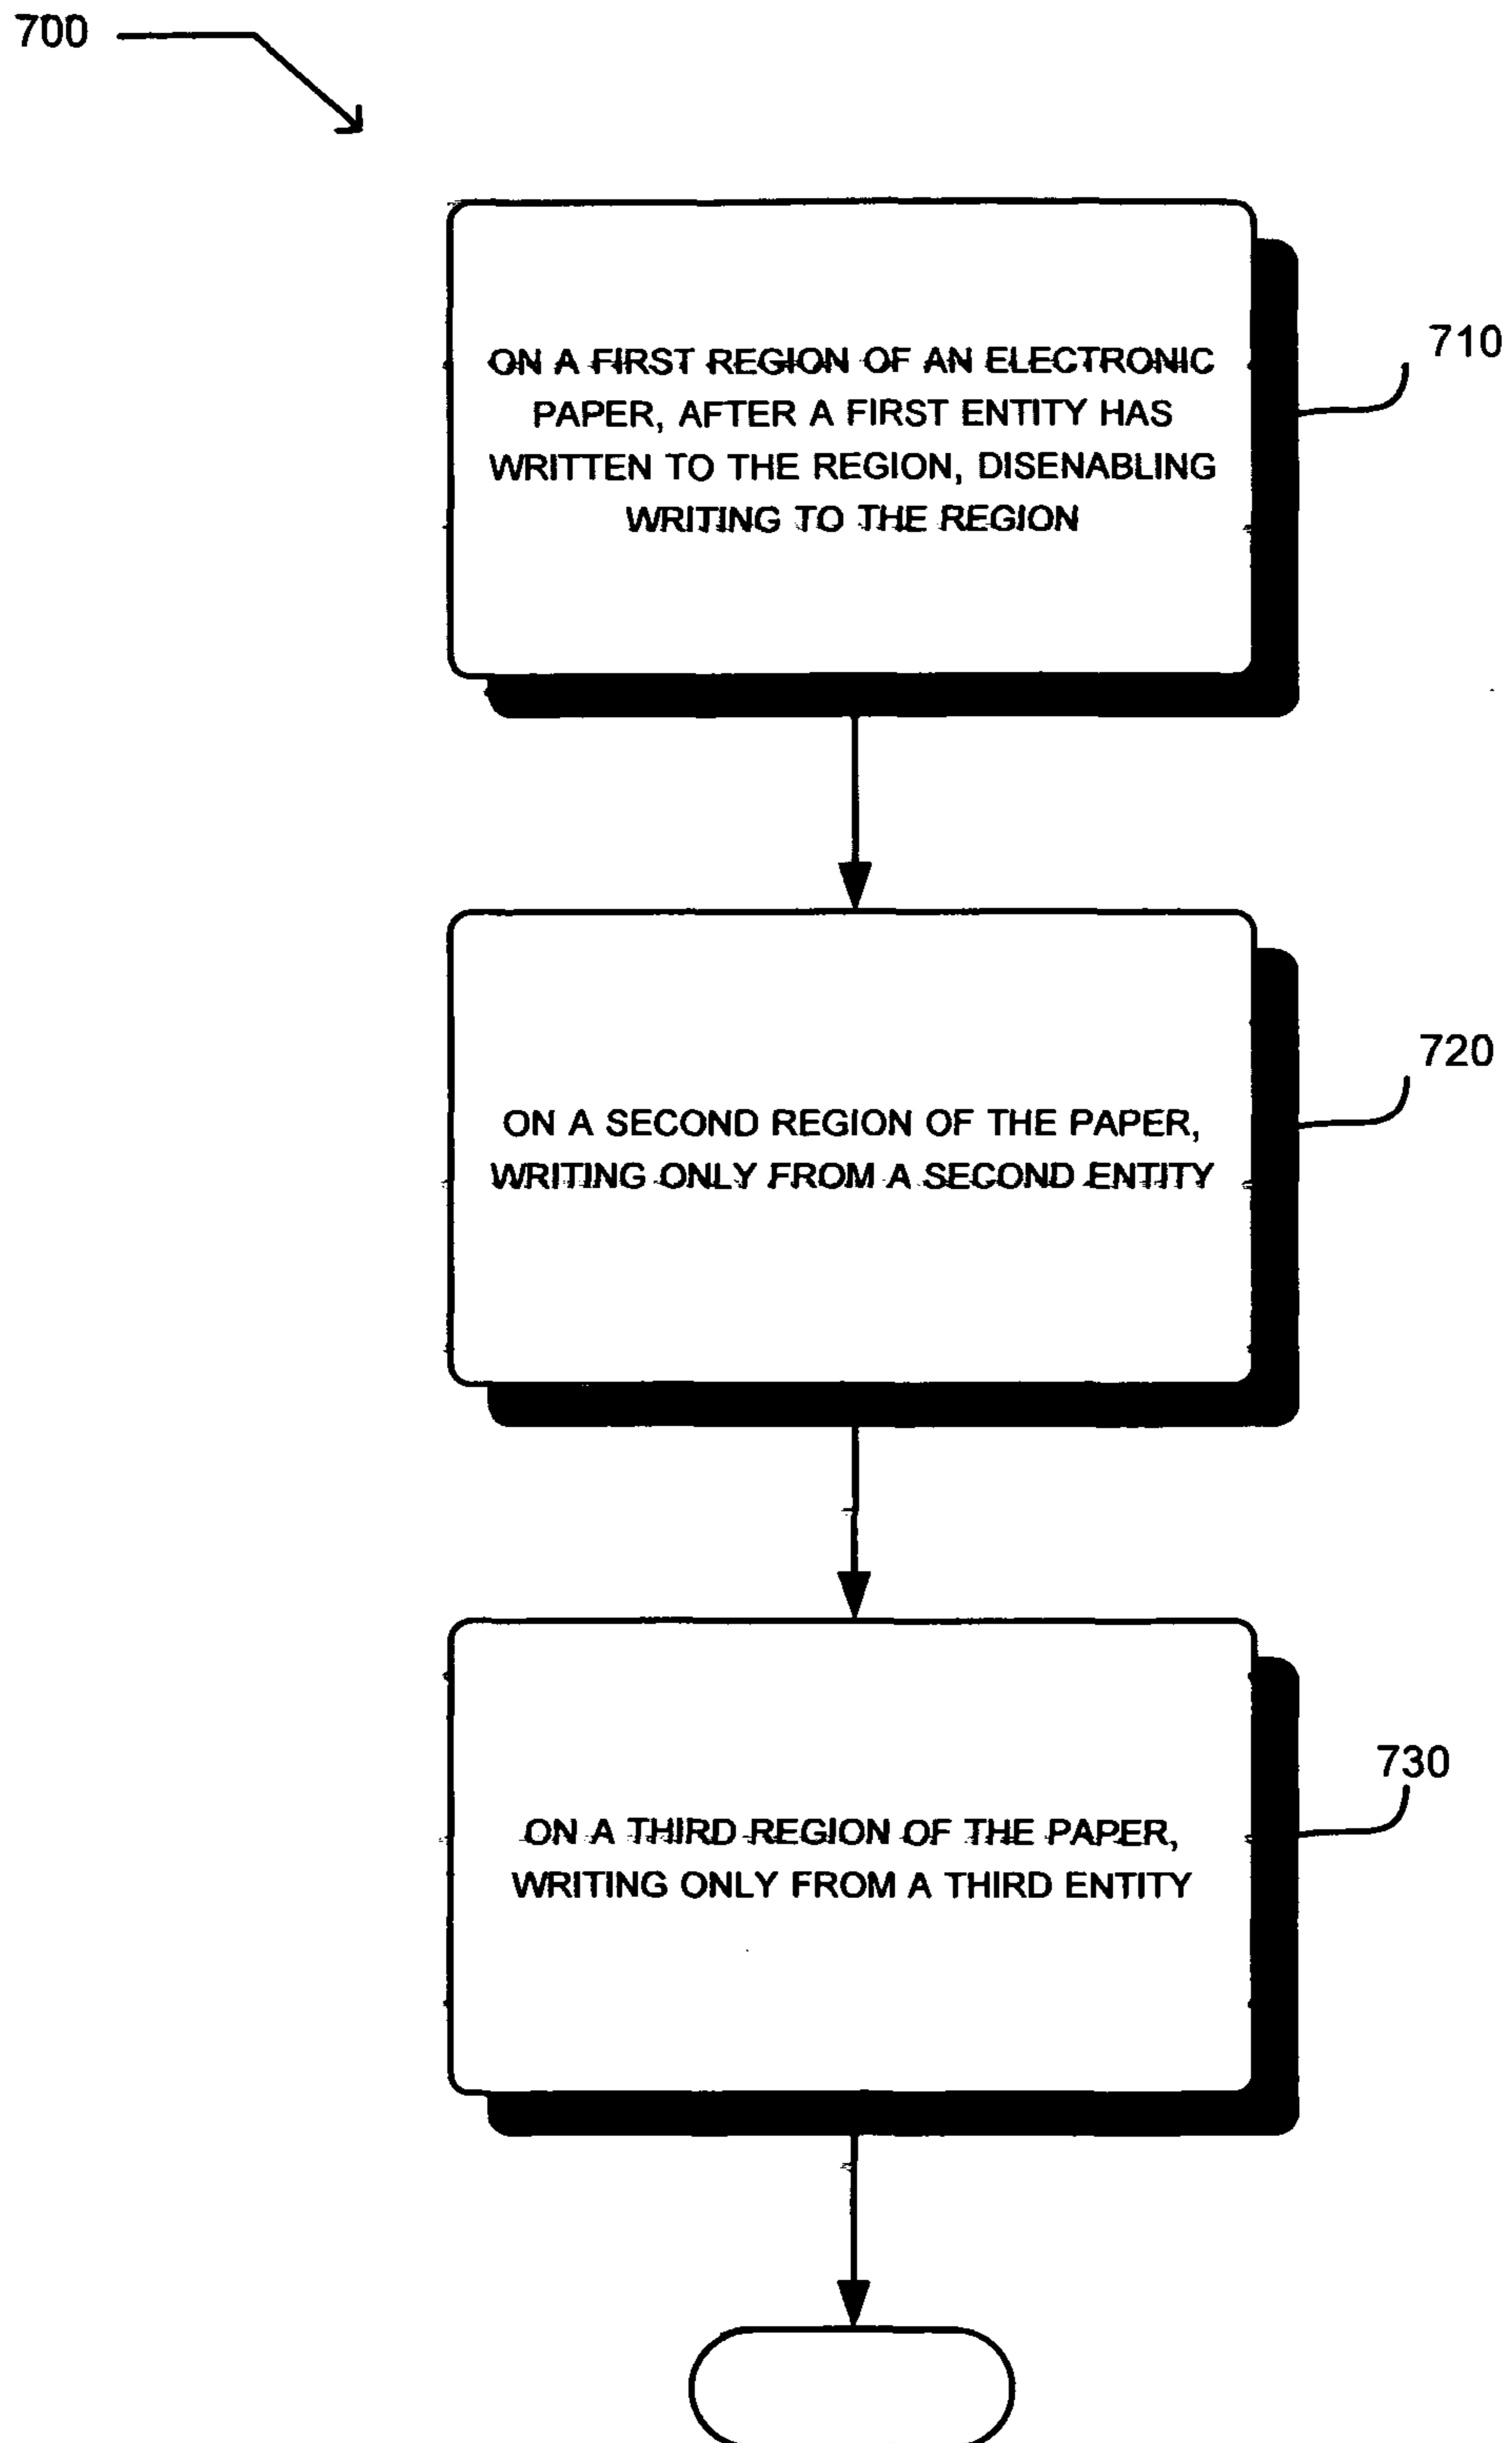 700
ON A FIRST REGION OF AN ELECTRONIC
PAPER, AFTER A FIRST ENTITY HAS
WRITTEN TO THE REGION, DISENABLING
WRITING TO THE REGION
710
ON A SECOND REGION OF THE PAPER,
WRITING ONLY FROM A SECOND ENTITY
720
ON A THIRD REGION OF THE PAPER,
WRITING ONLY FROM A THIRD ENTITY
730